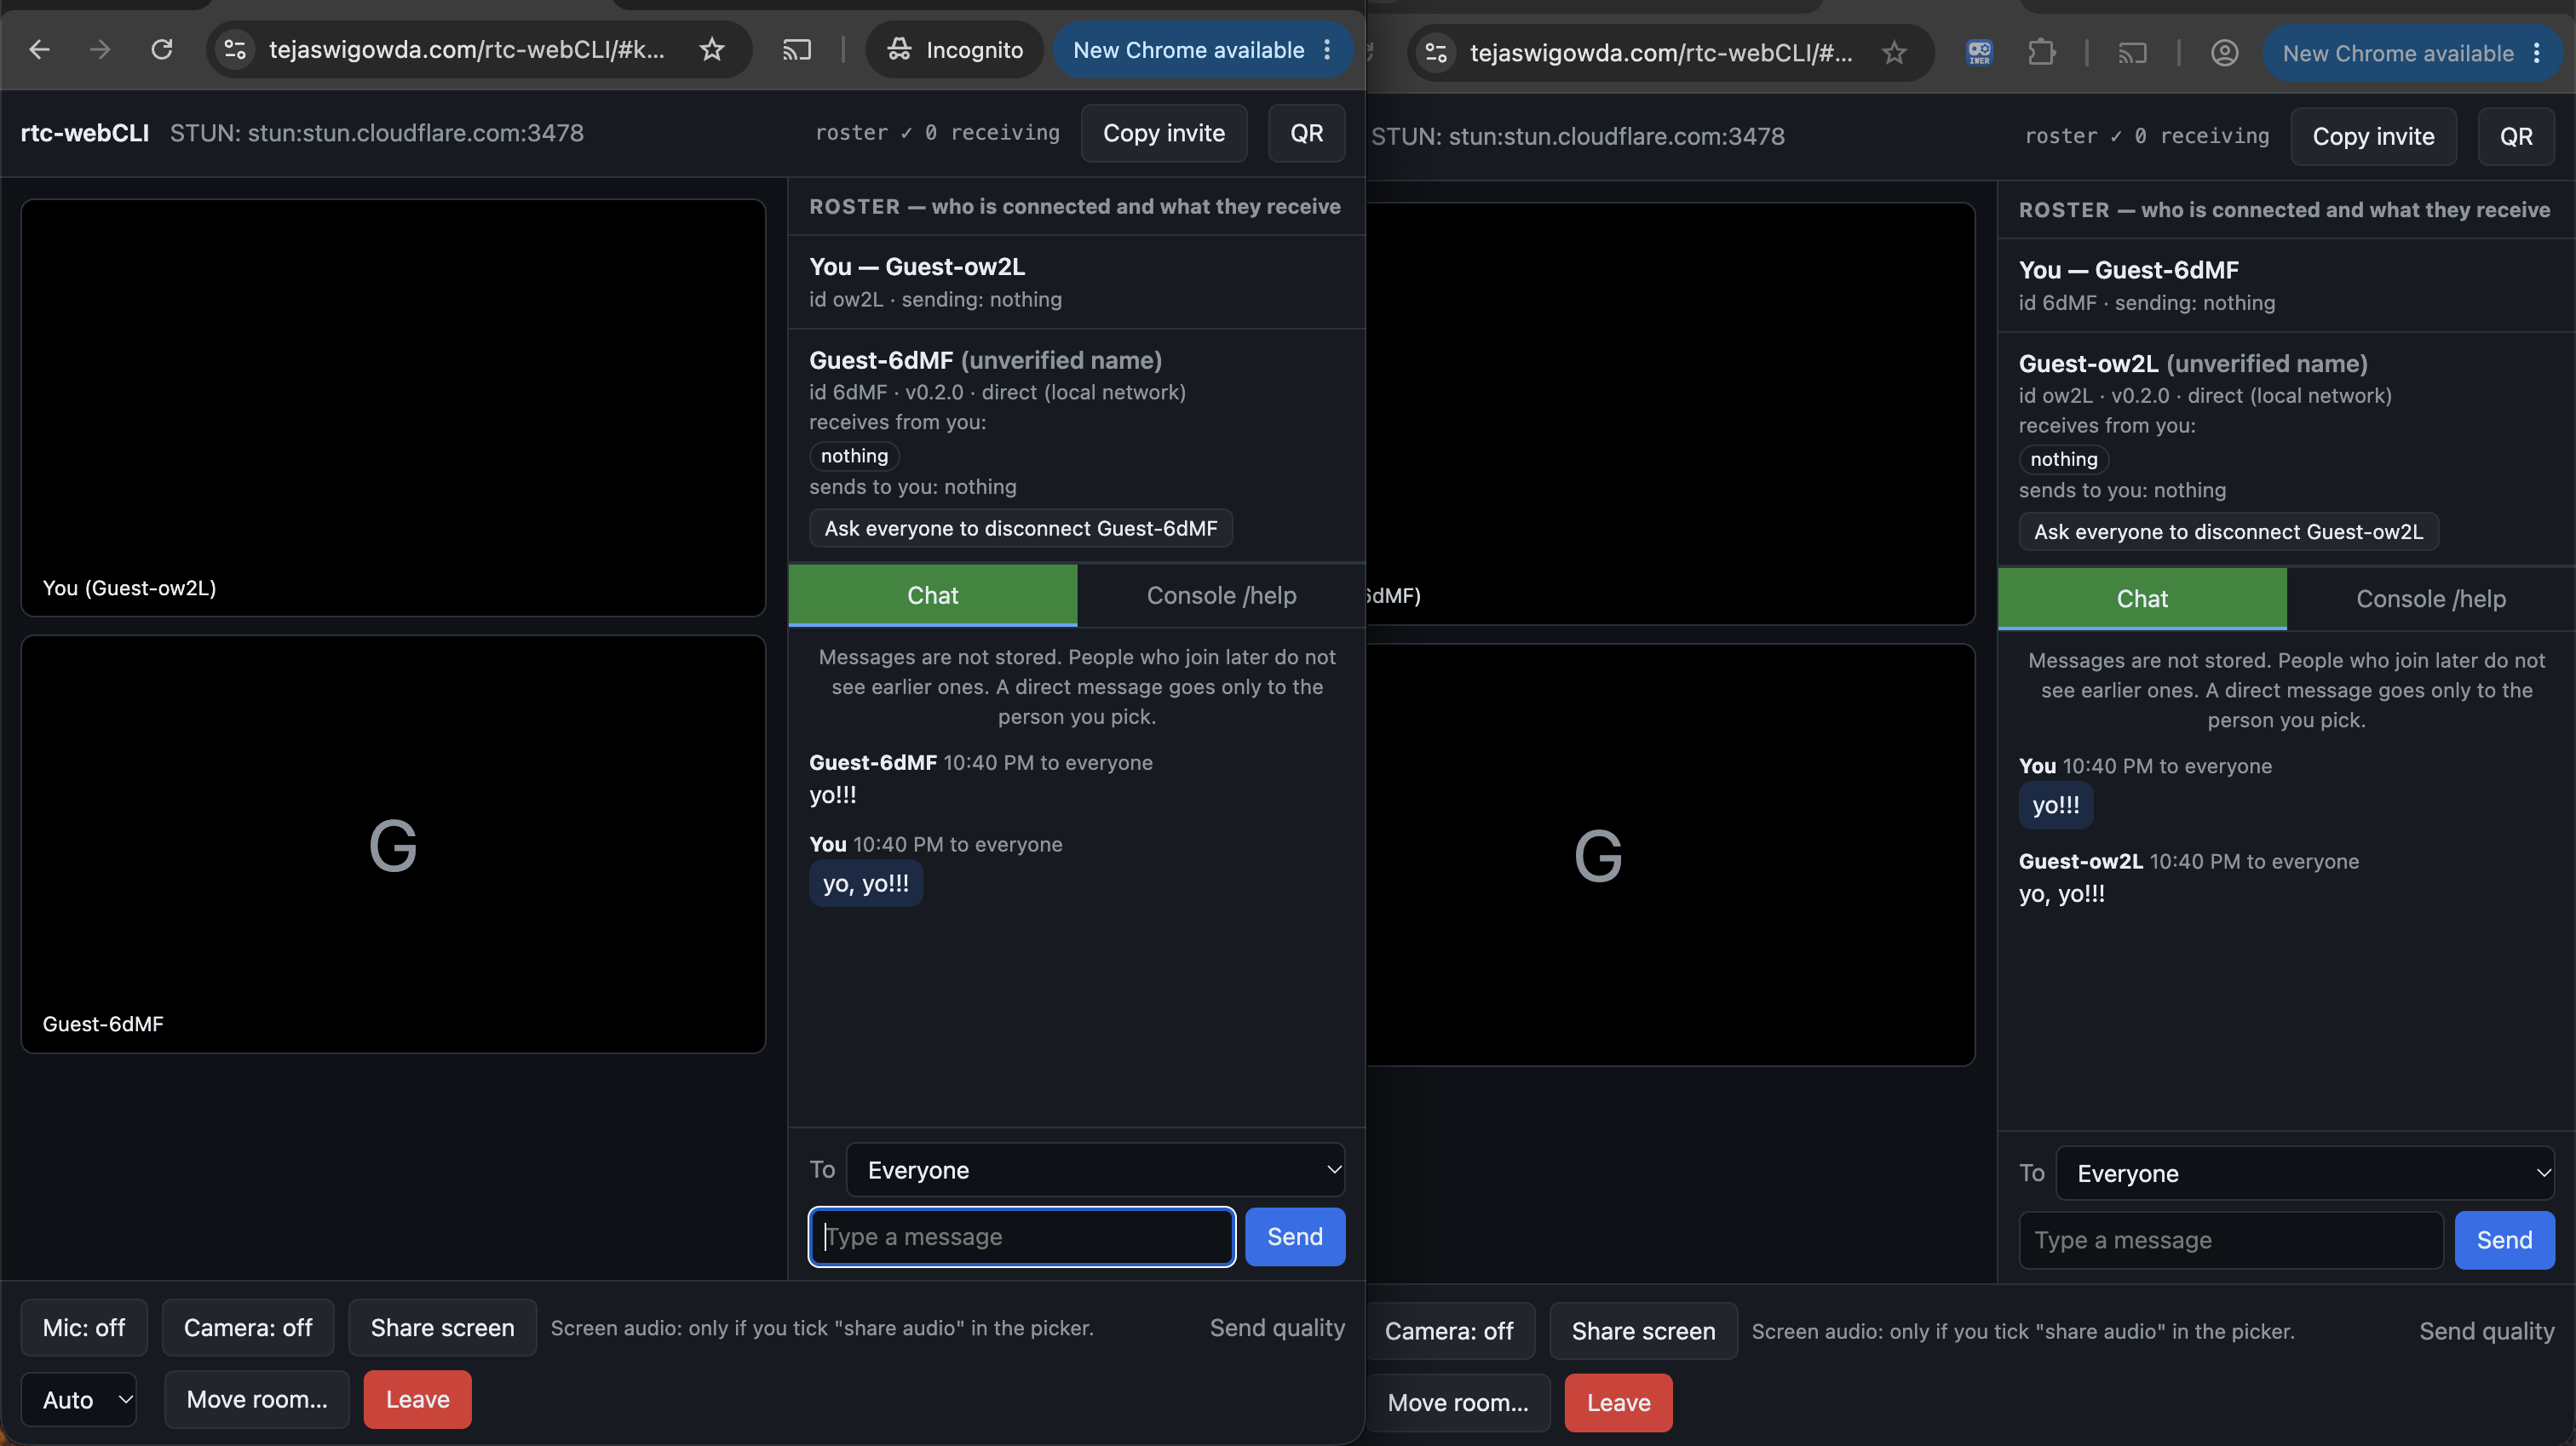 tejaswigowda.com/rtc-webCLI/#k...
Incognito
New Chrome available
rtc-webCLI STUN: stun:stun.cloudflare.com:3478
roster ✓ 0 receiving
Copy invite
QR
You (Guest-ow2L)
G
Guest-6dMF
ROSTER — who is connected and what they receive
You — Guest-ow2L
id ow2L · sending: nothing
Guest-6dMF (unverified name)
id 6dMF · v0.2.0 · direct (local network)
receives from you:
nothing
sends to you: nothing
Ask everyone to disconnect Guest-6dMF
Chat
Console /help
Messages are not stored. People who join later do not
see earlier ones. A direct message goes only to the
person you pick.
Guest-6dMF 10:40 PM to everyone
yo!!!
You 10:40 PM to everyone
yo, yo!!!
To Everyone
Type a message
Send
Mic: off
Camera: off
Share screen
Screen audio: only if you tick "share audio" in the picker.
Send quality
Auto
Move room...
Leave
tejaswigowda.com/rtc-webCLI/#...
IWER
New Chrome available
STUN: stun:stun.cloudflare.com:3478
roster ✓ 0 receiving
Copy invite
QR
6dMF)
G
ROSTER — who is connected and what they receive
You — Guest-6dMF
id 6dMF · sending: nothing
Guest-ow2L (unverified name)
id ow2L · v0.2.0 · direct (local network)
receives from you:
nothing
sends to you: nothing
Ask everyone to disconnect Guest-ow2L
Chat
Console /help
Messages are not stored. People who join later do not
see earlier ones. A direct message goes only to the
person you pick.
You 10:40 PM to everyone
yo!!!
Guest-ow2L 10:40 PM to everyone
yo, yo!!!
To Everyone
Type a message
Send
Camera: off
Share screen
Screen audio: only if you tick "share audio" in the picker.
Send quality
Move room...
Leave